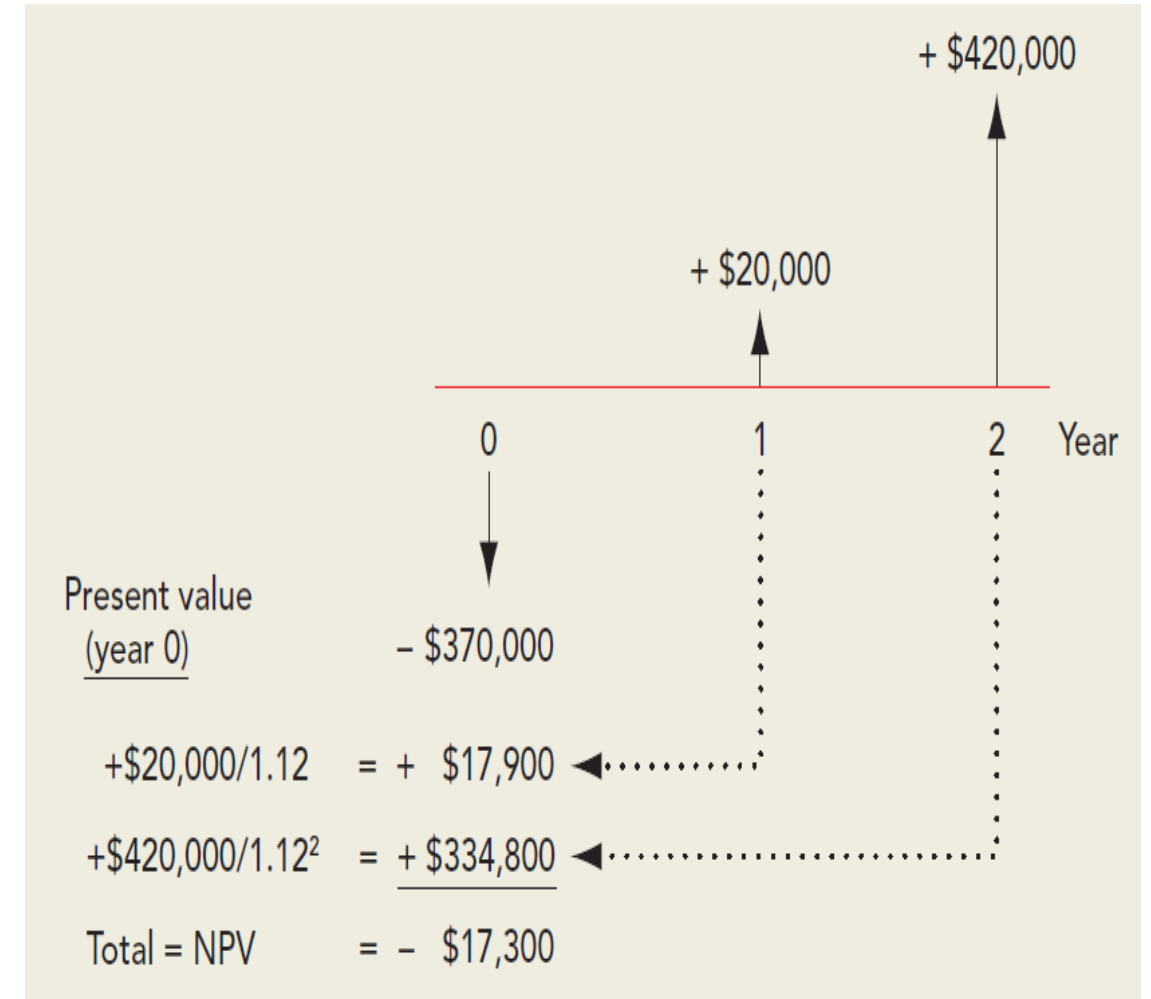 + $420,000
+ $20,000
0 1 2 Year
Present value
(year 0) – $370,000
+$20,000/1.12 = + $17,900
+$420,000/1.12² = + $334,800
Total = NPV = – $17,300